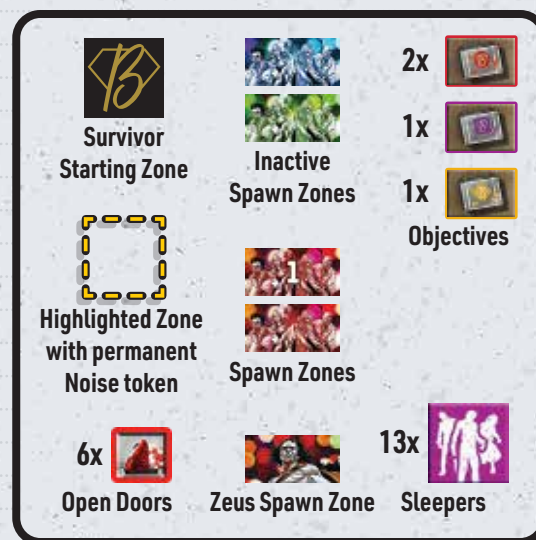 B
Survivor
Starting Zone
Inactive
Spawn Zones
2x
1x
1x
Objectives
Highlighted Zone
with permanent
Noise token
1
Spawn Zones
6x
Open Doors
Zeus Spawn Zone
13x
Sleepers